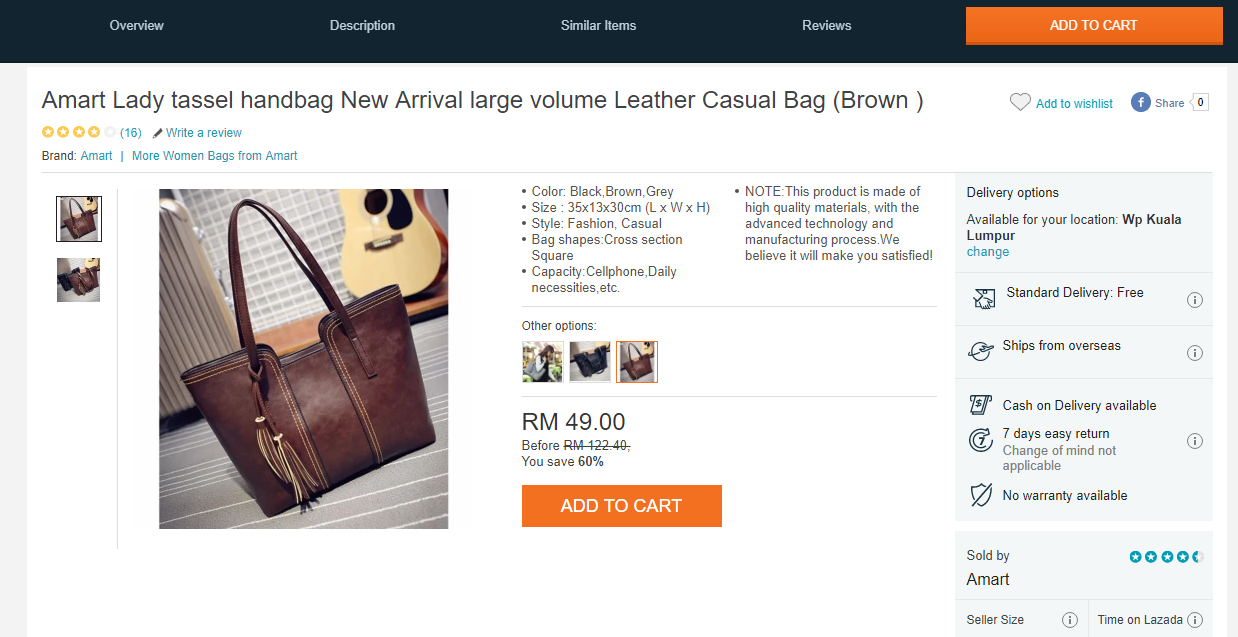 Overview
Description
Similar Items
Reviews
ADD TO CART
Amart Lady tassel handbag New Arrival large volume Leather Casual Bag (Brown )
Add to wishlist
f Share 0
(16) Write a review
Brand: Amart | More Women Bags from Amart
• Color: Black,Brown,Grey
• Size : 35x13x30cm (L x W x H)
• Style: Fashion, Casual
• Bag shapes:Cross section
Square
• Capacity:Cellphone,Daily
necessities,etc.
• NOTE:This product is made of
high quality materials, with the
advanced technology and
manufacturing process.We
believe it will make you satisfied!
Other options:
RM 49.00
Before RM 122.40,
You save 60%
ADD TO CART
Delivery options
Available for your location: Wp Kuala
Lumpur
change
Standard Delivery: Free
Ships from overseas
Cash on Delivery available
7 days easy return
Change of mind not
applicable
No warranty available
Sold by
Amart
Seller Size
Time on Lazada